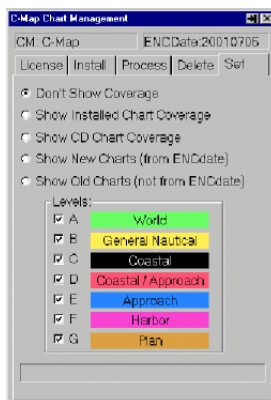 C-Map Chart Management
CM: C-Map ENCDate:20010705
License Install Process Delete Set
Don't Show Coverage
Show Installed Chart Coverage
Show CD Chart Coverage
Show New Charts (from ENCdate)
Show Old Charts (not from ENCdate)
Levels:
A World
B General Nautical
C Coastal
D Coastal / Approach
E Approach
F Harbor
G Plan